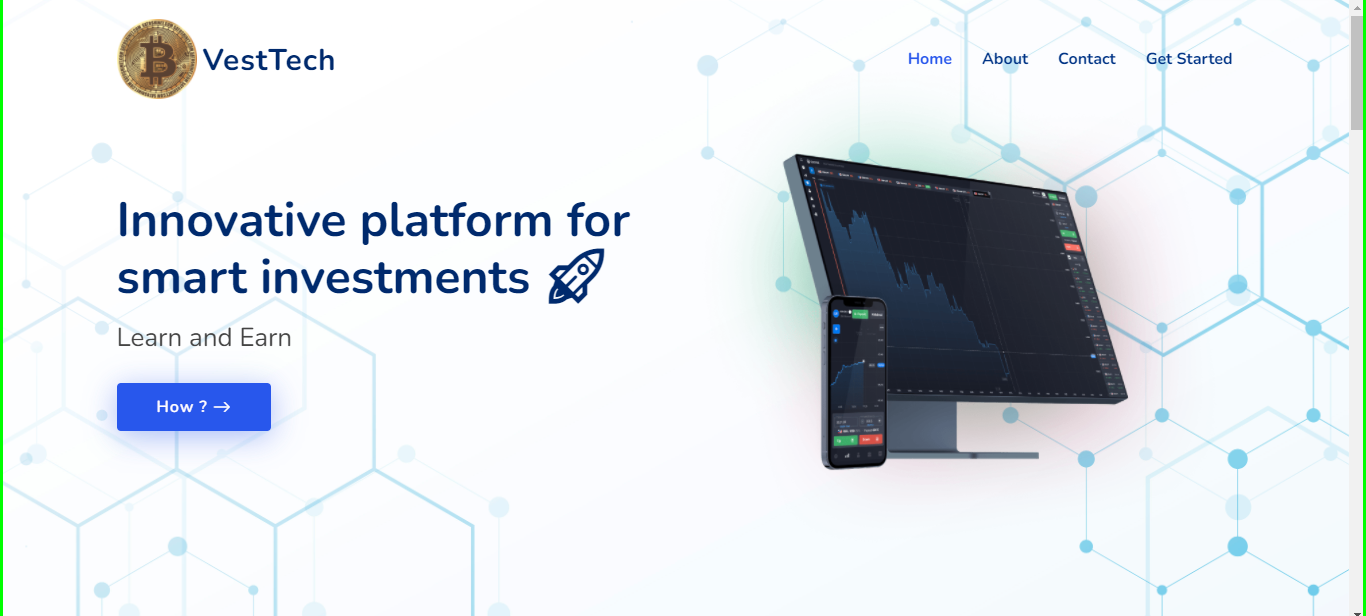 VestTech
Home
About
Contact
Get Started
Innovative platform for
smart investments
Learn and Earn
How ? →